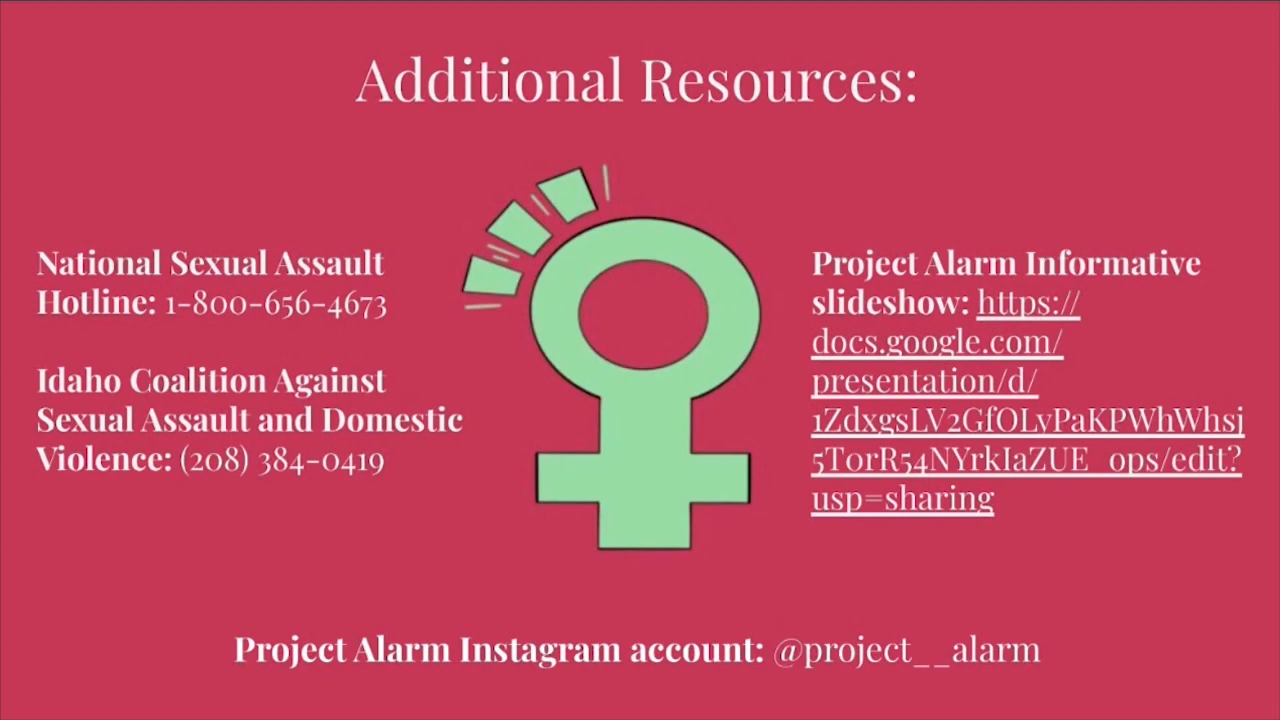 Additional Resources:
National Sexual Assault
Hotline: 1-800-656-4673
Idaho Coalition Against
Sexual Assault and Domestic
Violence: (208) 384-0419
Project Alarm Informative
slideshow: https://
docs.google.com/
presentation/d/
1ZdxgsLV2GfOLvPaKPWhWhsj
5TorR54NYrkIaZUE_ops/edit?
usp=sharing
Project Alarm Instagram account: @project__alarm